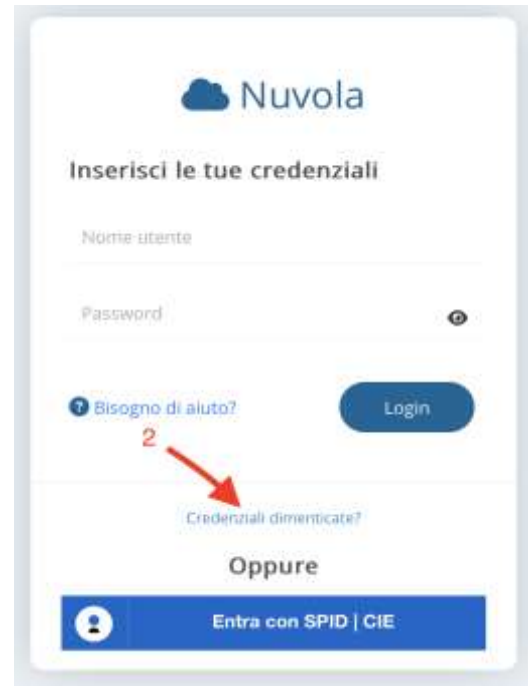 Nuvola
Inserisci le tue credenziali
Nome utente
Password
Bisogno di aiuto?
Login
2
Credenziali dimenticate?
Oppure
Entra con SPID | CIE